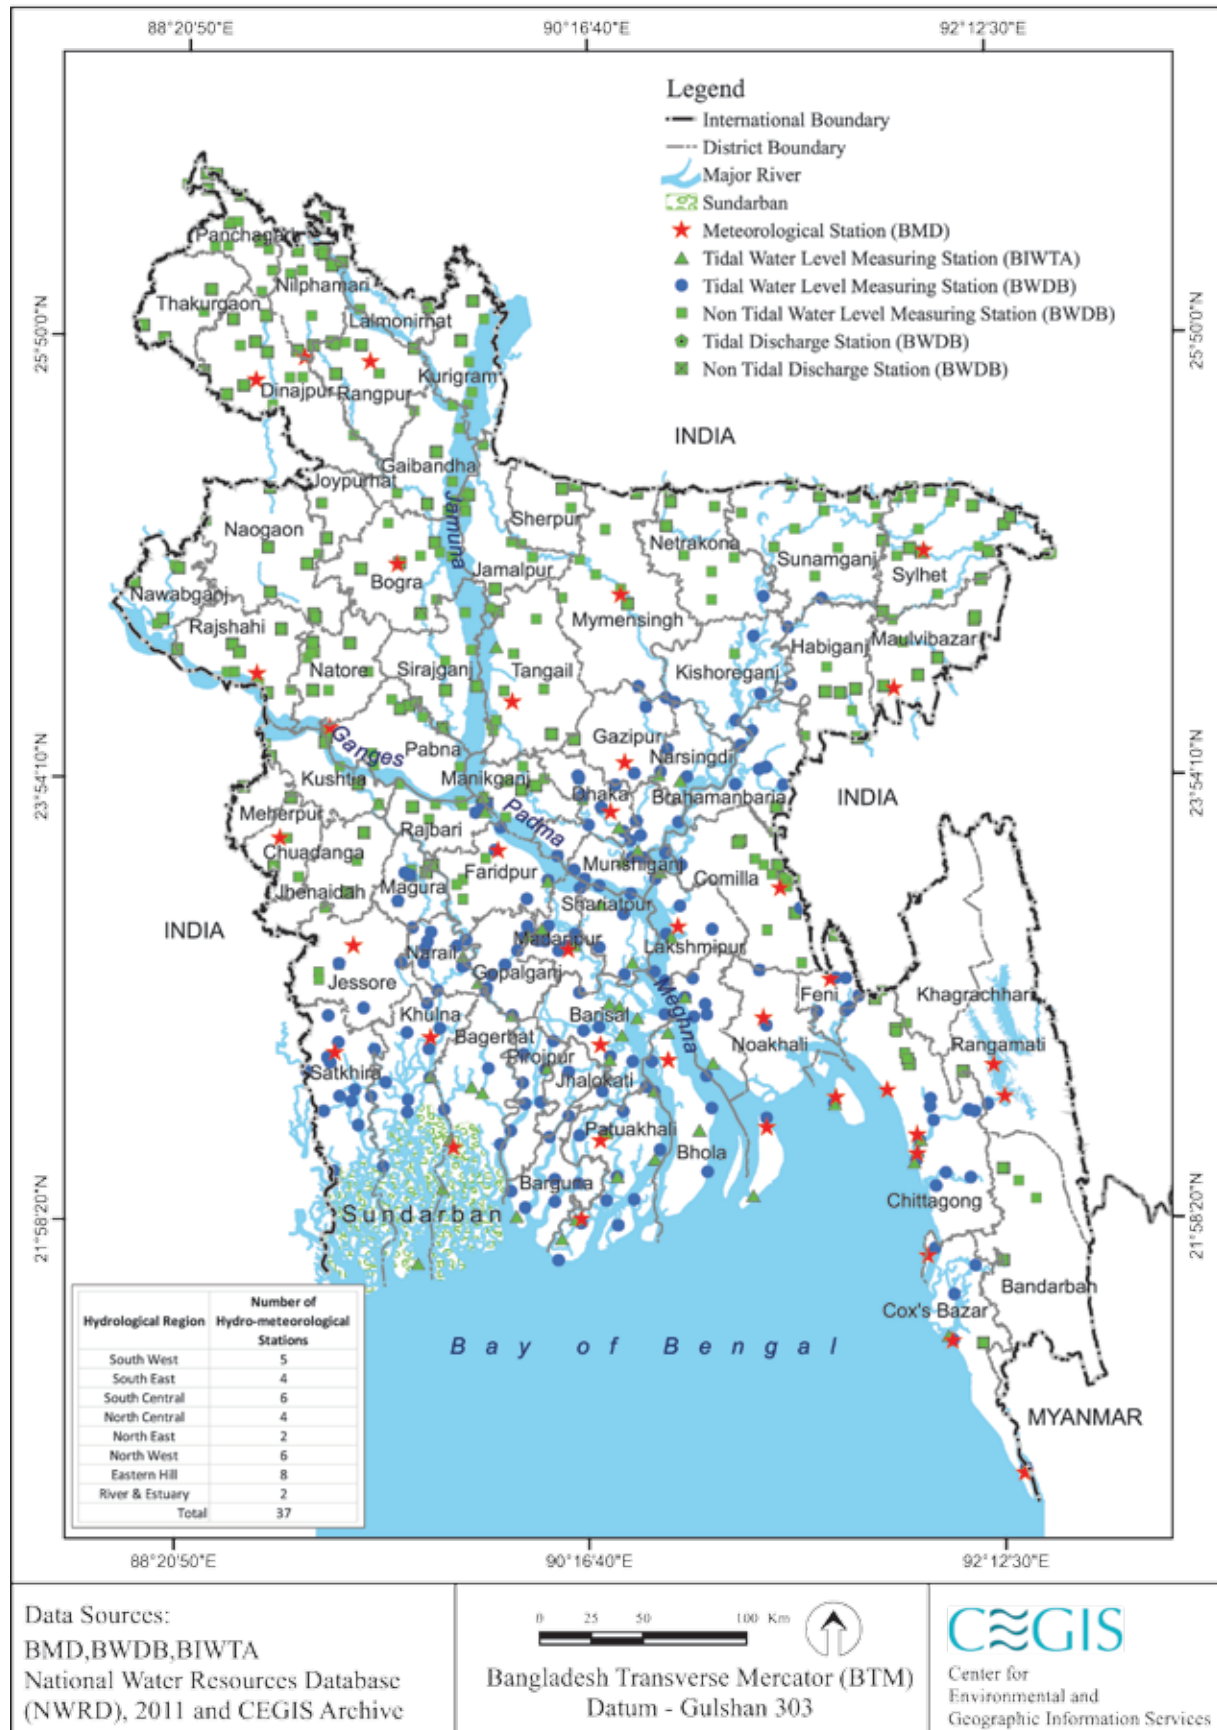 88°20'50"E 90°16'40"E 92°12'30"E
Legend
International Boundary
District Boundary
Major River
Sundarban
Meteorological Station (BMD)
Tidal Water Level Measuring Station (BIWTA)
Tidal Water Level Measuring Station (BWDB)
Non Tidal Water Level Measuring Station (BWDB)
Tidal Discharge Station (BWDB)
Non Tidal Discharge Station (BWDB)
25°50'0"N
25°50'0"N
Panchagarh
Nilphamari
Thakurgaon
Lalmonirhat
Kurigram
Dinajpur
Rangpur
INDIA
Gaibandha
Joypurhat
Jamuna
Sherpur
Naogaon
Netrakona
Sunamganj
Bogra
Jamalpur
Sylhet
Nawabganj
Rajshahi
Mymensingh
Habiganj
Maulvibazar
Natore
Sirajganj
Tangail
Kishoreganj
Ganges
Pabna
Gazipur
Narsingdi
23°54'10"N
23°54'10"N
Kushtra
Manikganj
Dhaka
Brahamanbaria
INDIA
Meherpur
Rajbari
Padma
Chuadanga
Faridpur
Munshiganj
Comilla
Jhenaidah
Magura
Shariatpur
INDIA
Narail
Madaripur
Lakshmipur
Jessore
Gopalganj
Meghna
Feni
Khagrachhari
Khulna
Bagerhat
Barisal
Noakhali
Rangamati
Satkhira
Pirojpur
Jhalokati
Patuakhali
Bhola
Barguna
Chittagong
Sundarban
21°58'20"N
21°58'20"N
Bandarban
Cox's Bazar
Bay of Bengal
MYANMAR
Hydrological Region Number of Hydro-meteorological Stations
South West 5
South East 4
South Central 6
North Central 4
North East 2
North West 6
Eastern Hill 8
River & Estuary 2
Total 37
88°20'50"E 90°16'40"E 92°12'30"E
Data Sources:
BMD,BWDB,BIWTA
National Water Resources Database
(NWRD), 2011 and CEGIS Archive
0 25 50 100 Km
Bangladesh Transverse Mercator (BTM)
Datum - Gulshan 303
CEGIS
Center for
Environmental and
Geographic Information Services